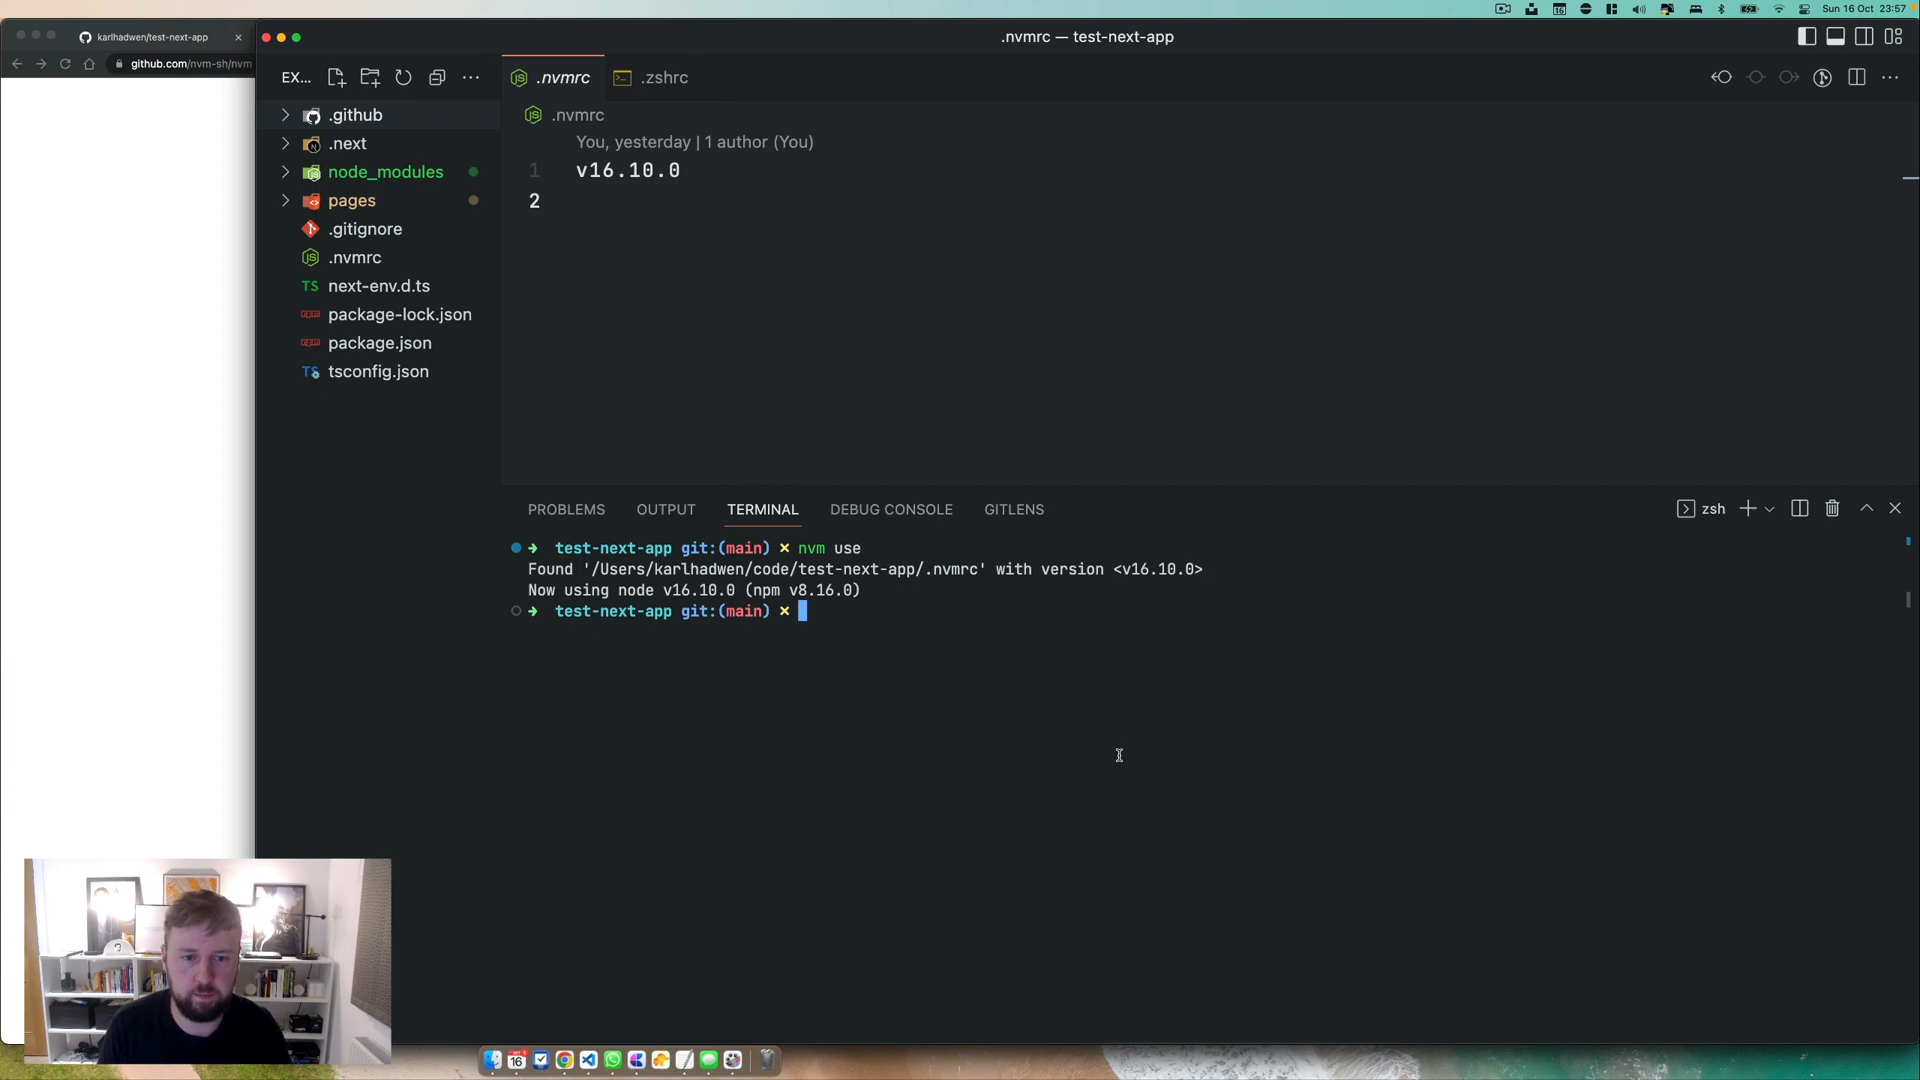 Sun 16 Oct 23:57
karlhadwen/test-next-app
github.com/nvm-sh/nvm
.nvmrc — test-next-app
EX...
.github
.next
node_modules
pages
.gitignore
.nvmrc
TS next-env.d.ts
package-lock.json
package.json
TS tsconfig.json
.nvmrc
.zshrc
.nvmrc
You, yesterday | 1 author (You)
1 v16.10.0
2
PROBLEMS OUTPUT TERMINAL DEBUG CONSOLE GITLENS
zsh
➜ test-next-app git:(main) ✗ nvm use
Found '/Users/karlhadwen/code/test-next-app/.nvmrc' with version <v16.10.0>
Now using node v16.10.0 (npm v8.16.0)
➜ test-next-app git:(main) ✗
16